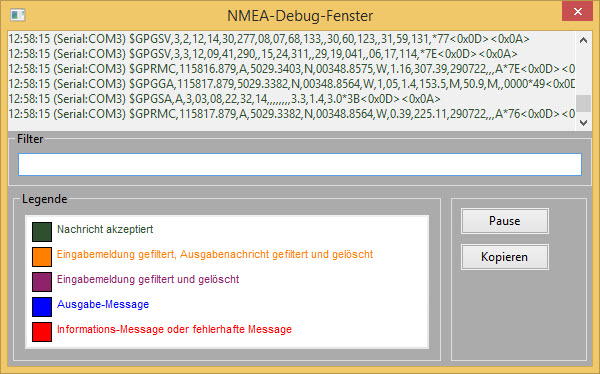 NMEA-Debug-Fenster
12:58:15 (Serial:COM3) $GPGSV,3,2,12,14,30,277,08,07,68,133,,30,60,123,,31,59,131,*77<0x0D><0x0A>
12:58:15 (Serial:COM3) $GPGSV,3,3,12,09,41,290,,15,24,311,,29,19,041,,06,17,114,*7E<0x0D><0x0A>
12:58:15 (Serial:COM3) $GPRMC,115816.879,A,5029.3403,N,00348.8575,W,1.16,307.39,290722,,,A*7E<0x0D><0
12:58:15 (Serial:COM3) $GPGGA,115817.879,5029.3382,N,00348.8564,W,1,05,1.4,153.5,M,50.9,M,,0000*49<0x0D
12:58:15 (Serial:COM3) $GPGSA,A,3,03,08,22,32,14,,,,,,,,3.3,1.4,3.0*3B<0x0D><0x0A>
12:58:15 (Serial:COM3) $GPRMC,115817.879,A,5029.3382,N,00348.8564,W,0.39,225.11,290722,,,A*76<0x0D><0
Filter
Legende
Nachricht akzeptiert
Eingabemeldung gefiltert, Ausgabenachricht gefiltert und gelöscht
Eingabemeldung gefiltert und gelöscht
Ausgabe-Message
Informations-Message oder fehlerhafte Message
Pause
Kopieren